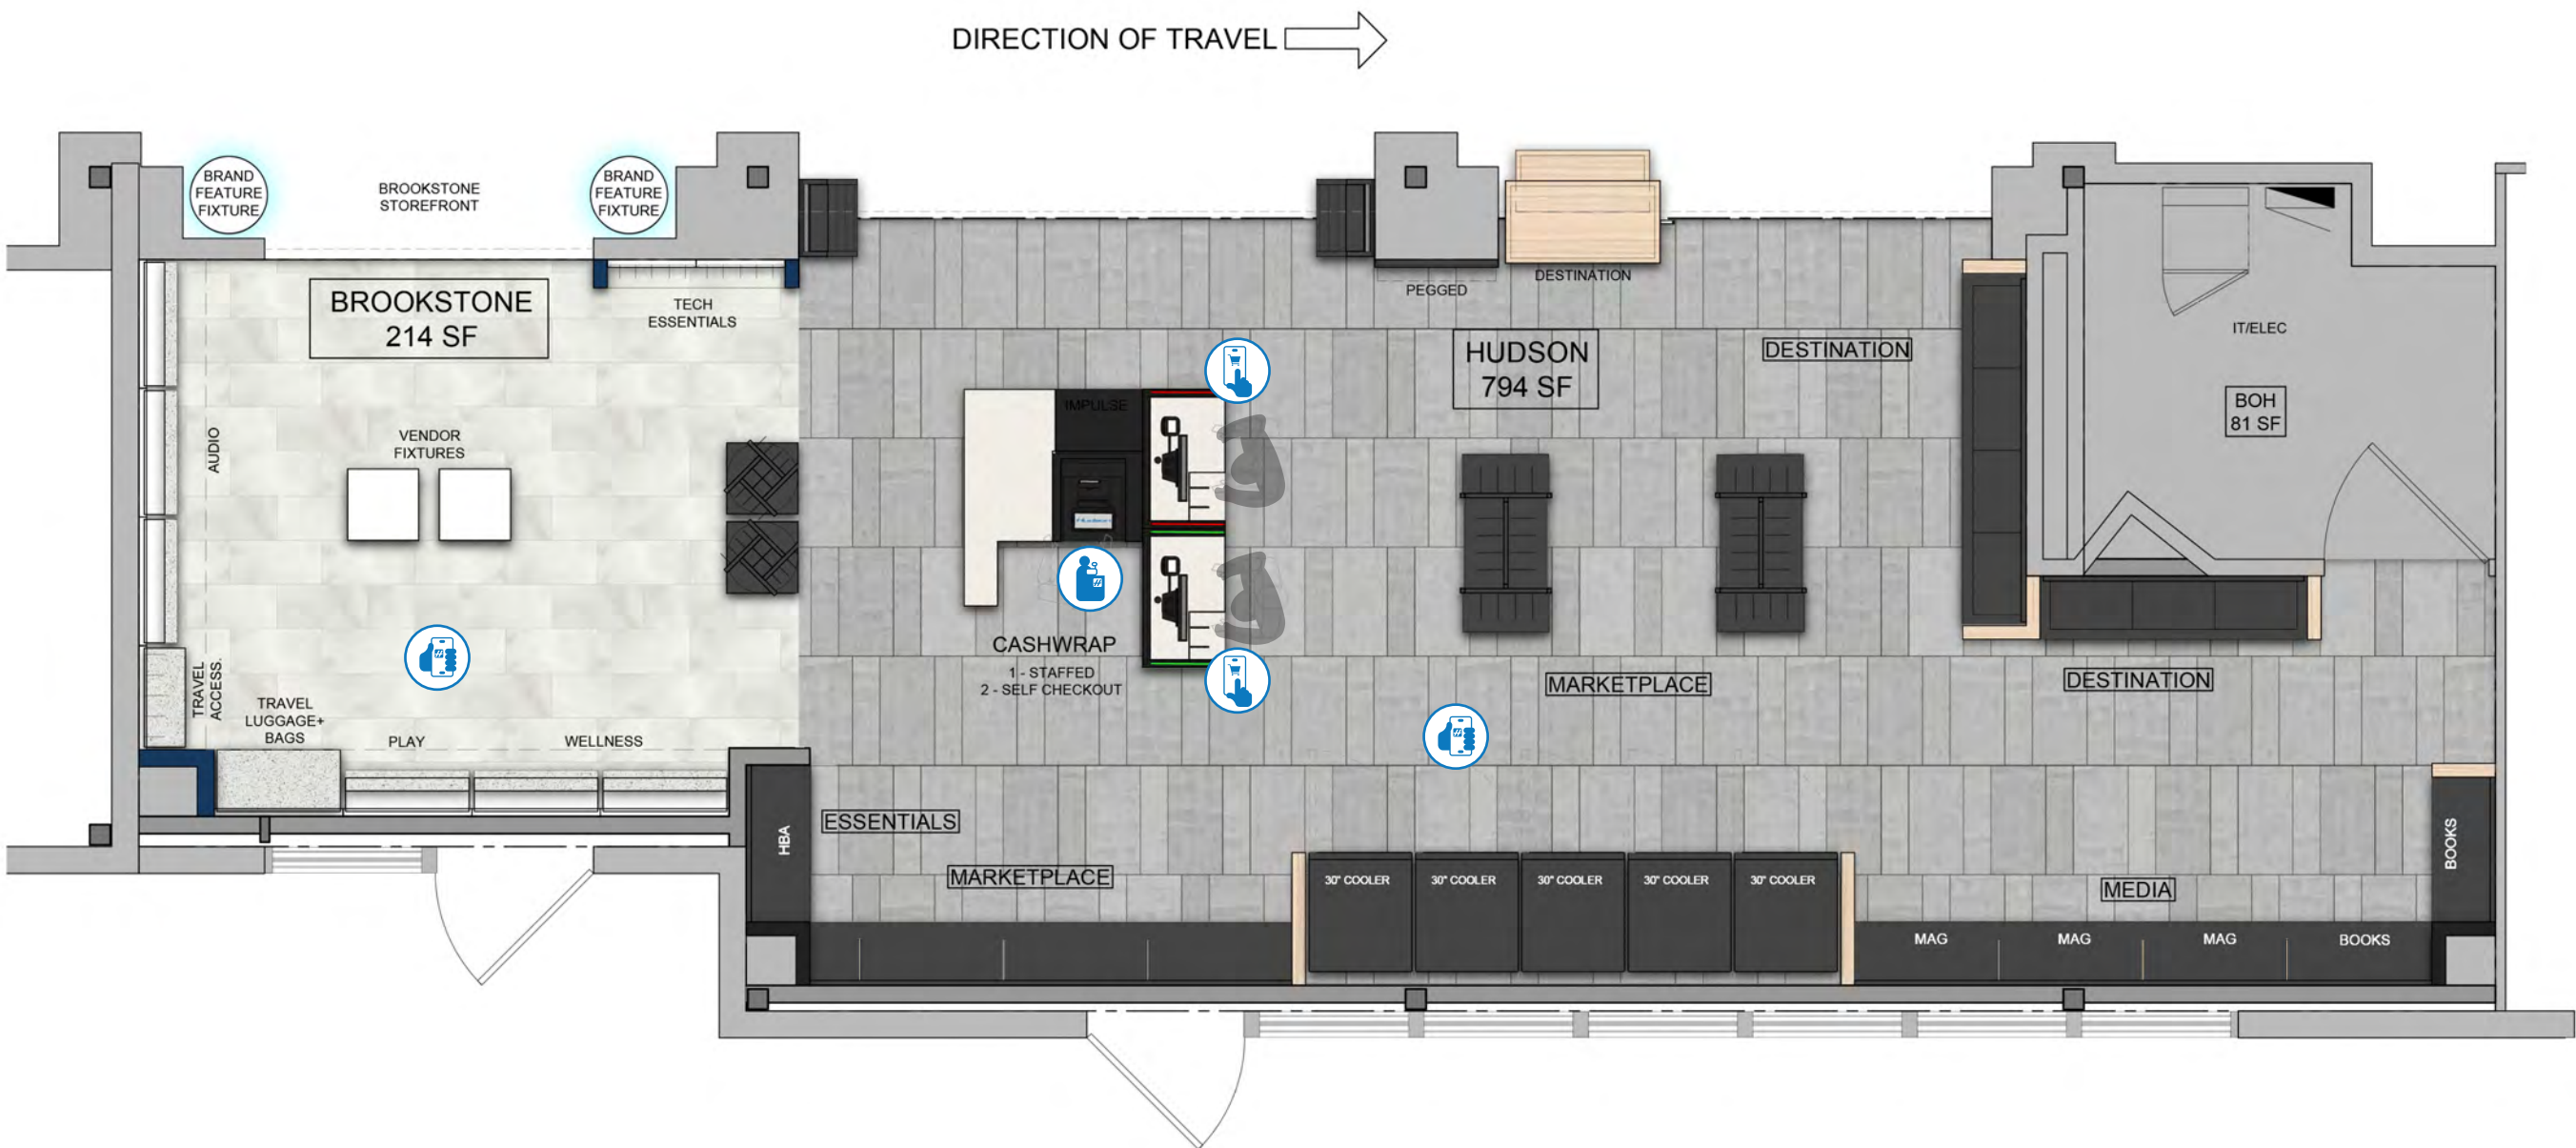 DIRECTION OF TRAVEL
BRAND
FEATURE
FIXTURE
BROOKSTONE
STOREFRONT
BRAND
FEATURE
FIXTURE
BROOKSTONE
214 SF
TECH
ESSENTIALS
AUDIO
VENDOR
FIXTURES
TRAVEL
ACCESS.
TRAVEL
LUGGAGE+
BAGS
PLAY
WELLNESS
IMPULSE
CASHWRAP
1 - STAFFED
2 - SELF CHECKOUT
PEGGED
DESTINATION
HUDSON
794 SF
DESTINATION
IT/ELEC
BOH
81 SF
MARKETPLACE
DESTINATION
HBA
ESSENTIALS
MARKETPLACE
30" COOLER
30" COOLER
30" COOLER
30" COOLER
30" COOLER
MEDIA
MAG
MAG
MAG
BOOKS
BOOKS